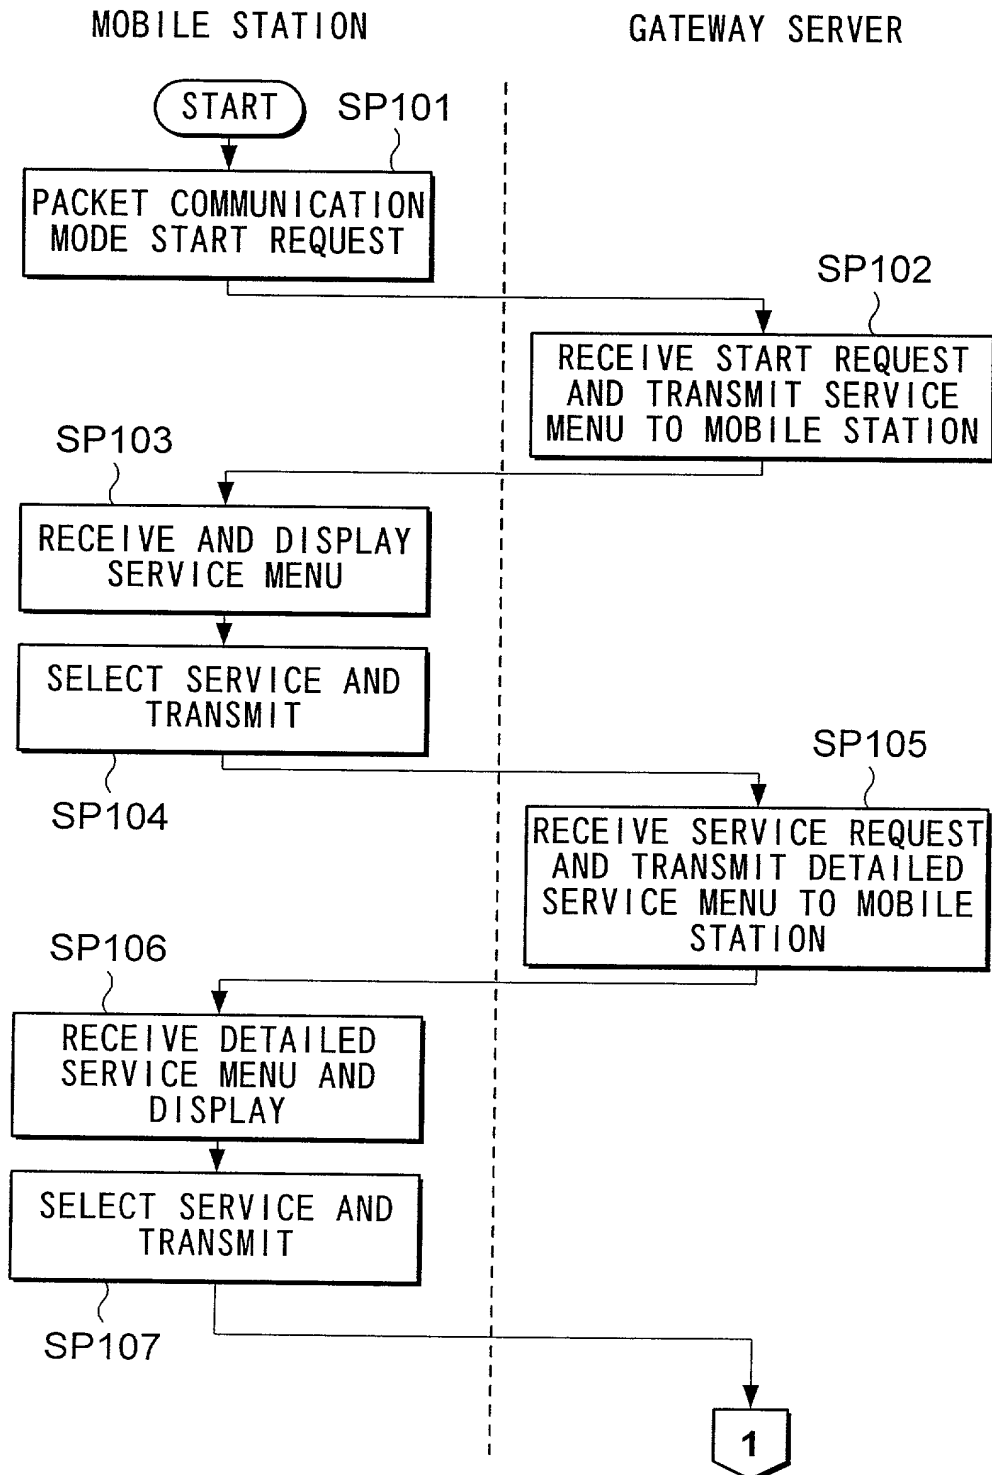 MOBILE STATION
GATEWAY SERVER
START
SP101
PACKET COMMUNICATION
MODE START REQUEST
SP102
RECEIVE START REQUEST
AND TRANSMIT SERVICE
MENU TO MOBILE STATION
SP103
RECEIVE AND DISPLAY
SERVICE MENU
SELECT SERVICE AND
TRANSMIT
SP104
SP105
RECEIVE SERVICE REQUEST
AND TRANSMIT DETAILED
SERVICE MENU TO MOBILE
STATION
SP106
RECEIVE DETAILED
SERVICE MENU AND
DISPLAY
SELECT SERVICE AND
TRANSMIT
SP107
1